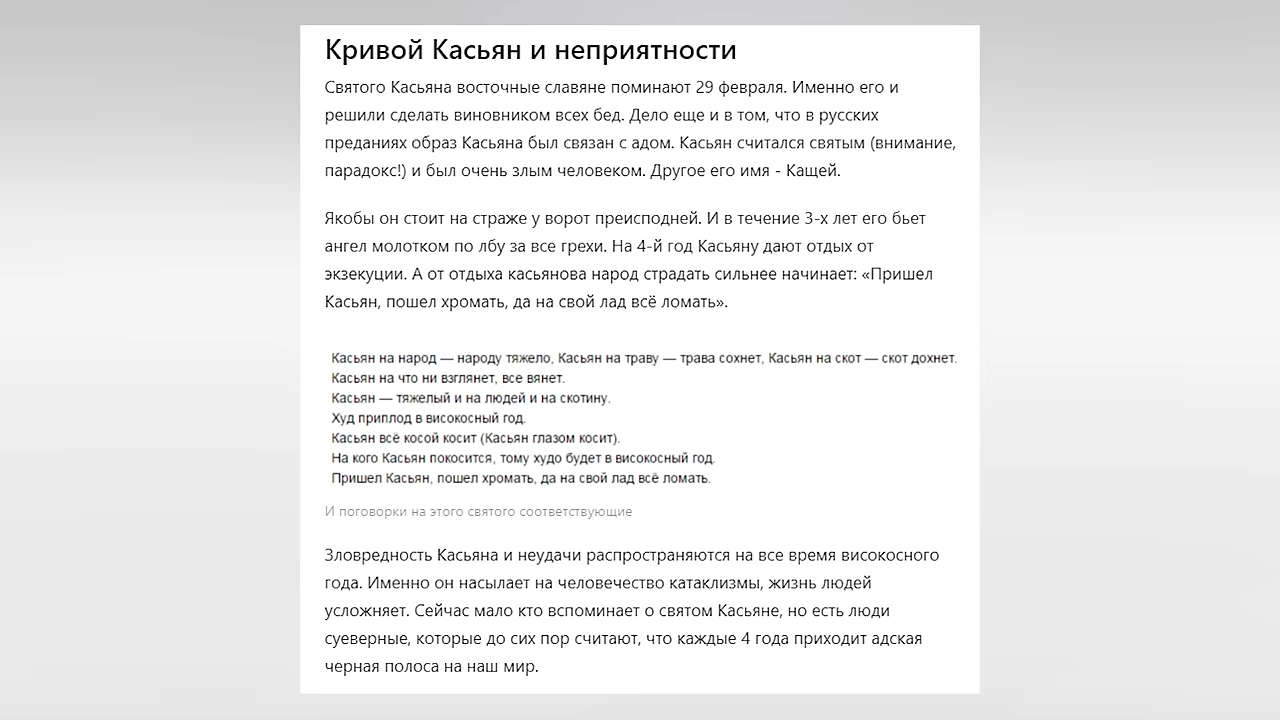 Кривой Касьян и неприятности
Святого Касьяна восточные славяне поминают 29 февраля. Именно его и
решили сделать виновником всех бед. Дело еще и в том, что в русских
преданиях образ Касьяна был связан с адом. Касьян считался святым (внимание,
парадокс!) и был очень злым человеком. Другое его имя - Кащей.
Якобы он стоит на страже у ворот преисподней. И в течение 3-х лет его бьет
ангел молотком по лбу за все грехи. На 4-й год Касьяну дают отдых от
экзекуции. А от отдыха касьянова народ страдать сильнее начинает: «Пришел
Касьян, пошел хромать, да на свой лад всё ломать».
Касьян на народ — народу тяжело, Касьян на траву — трава сохнет, Касьян на скот — скот дохнет.
Касьян на что ни взглянет, все вянет.
Касьян — тяжелый и на людей и на скотину.
Худ приплод в високосный год.
Касьян всё косой косит (Касьян глазом косит).
На кого Касьян покосится, тому худо будет в високосный год.
Пришел Касьян, пошел хромать, да на свой лад всё ломать.
И поговорки на этого святого соответствующие
Зловредность Касьяна и неудачи распространяются на все время високосного
года. Именно он насылает на человечество катаклизмы, жизнь людей
усложняет. Сейчас мало кто вспоминает о святом Касьяне, но есть люди
суеверные, которые до сих пор считают, что каждые 4 года приходит адская
черная полоса на наш мир.